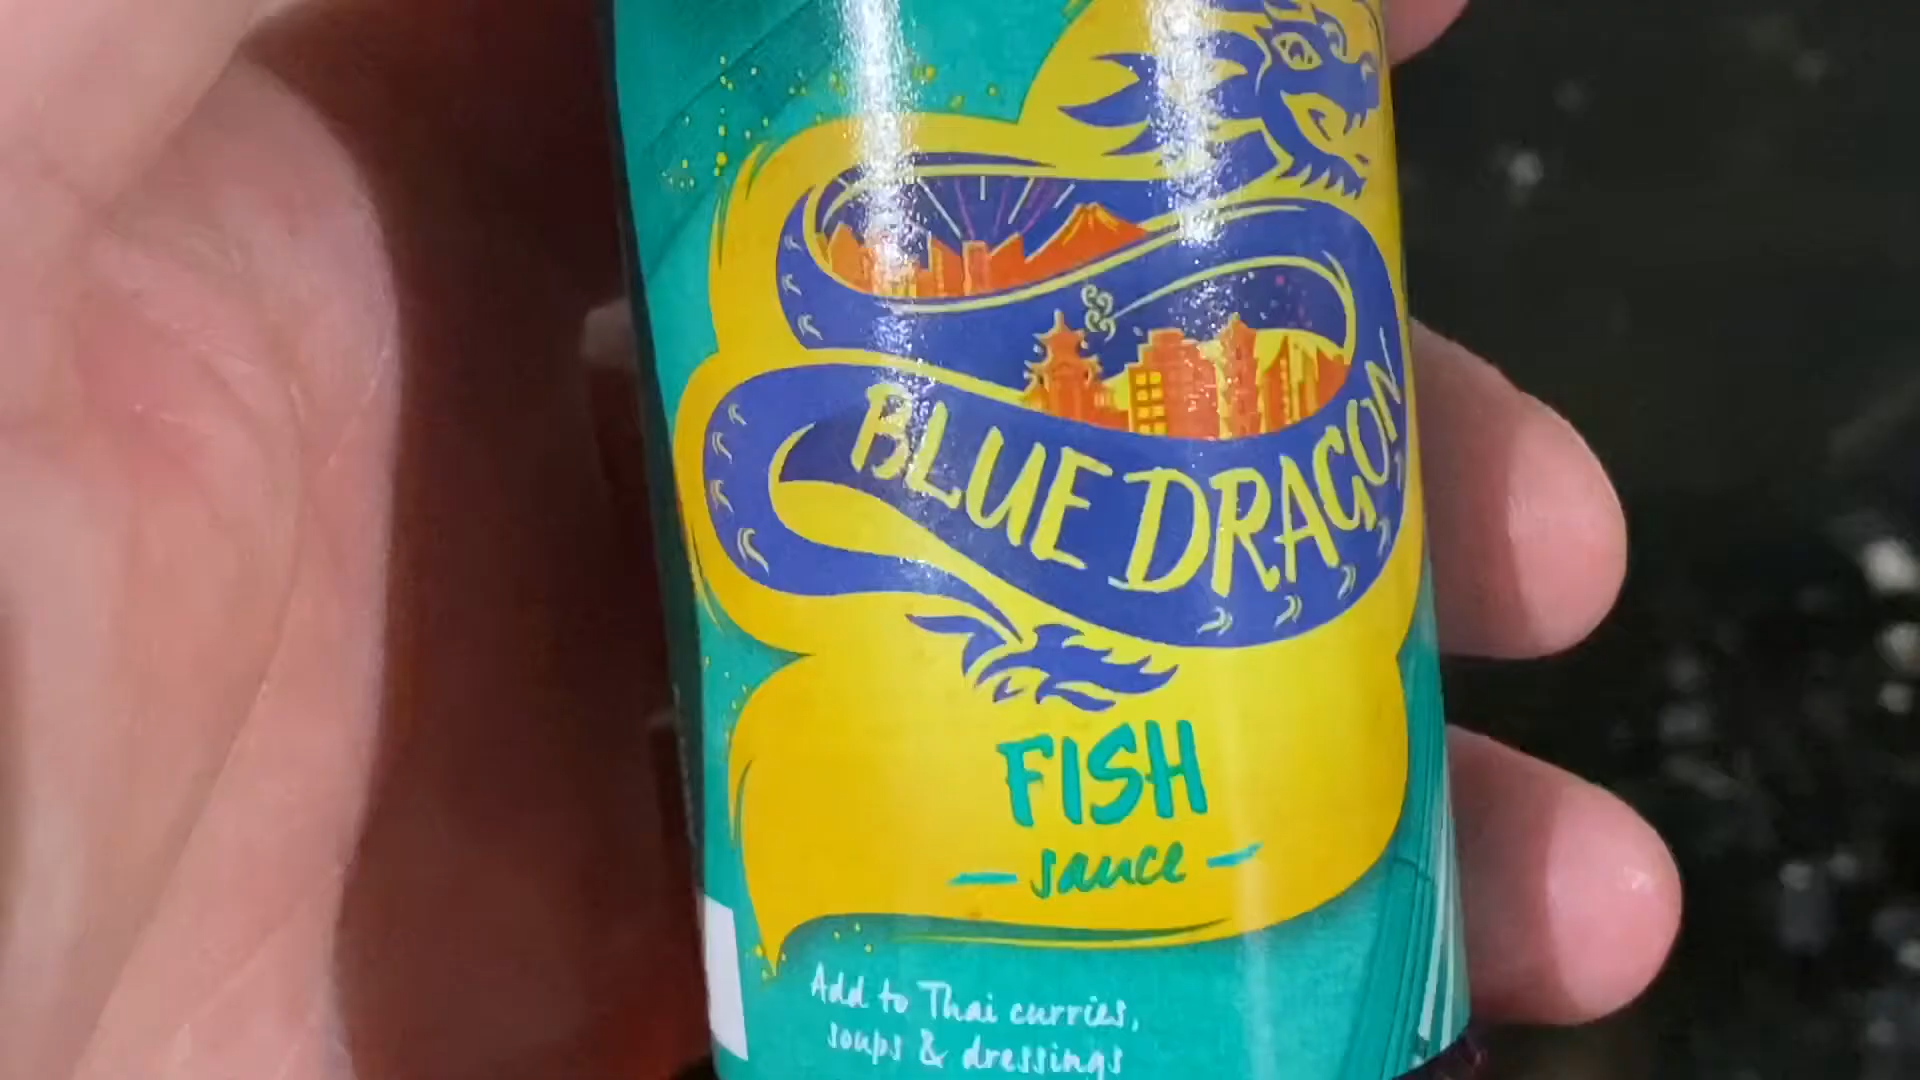 BLUE DRAGON
FISH
sauce
Add to Thai curries,
soups & dressings